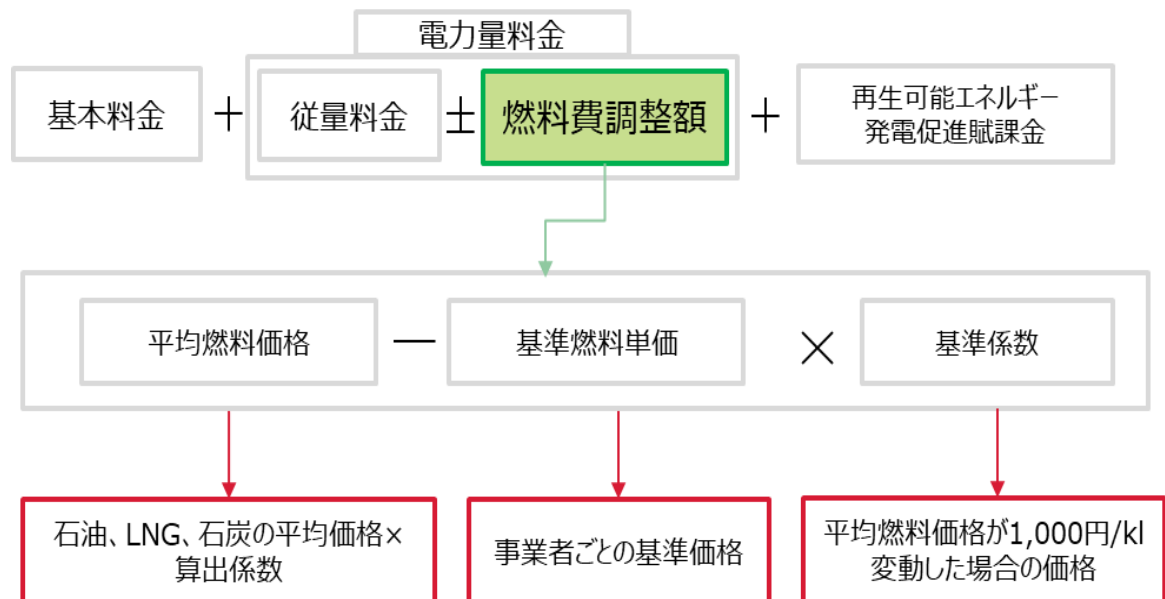 電力量料金
基本料金 + 従量料金 ± 燃料費調整額 + 再生可能エネルギー
発電促進賦課金
平均燃料価格 ― 基準燃料単価 × 基準係数
石油、LNG、石炭の平均価格×
算出係数
事業者ごとの基準価格
平均燃料価格が1,000円/kl
変動した場合の価格